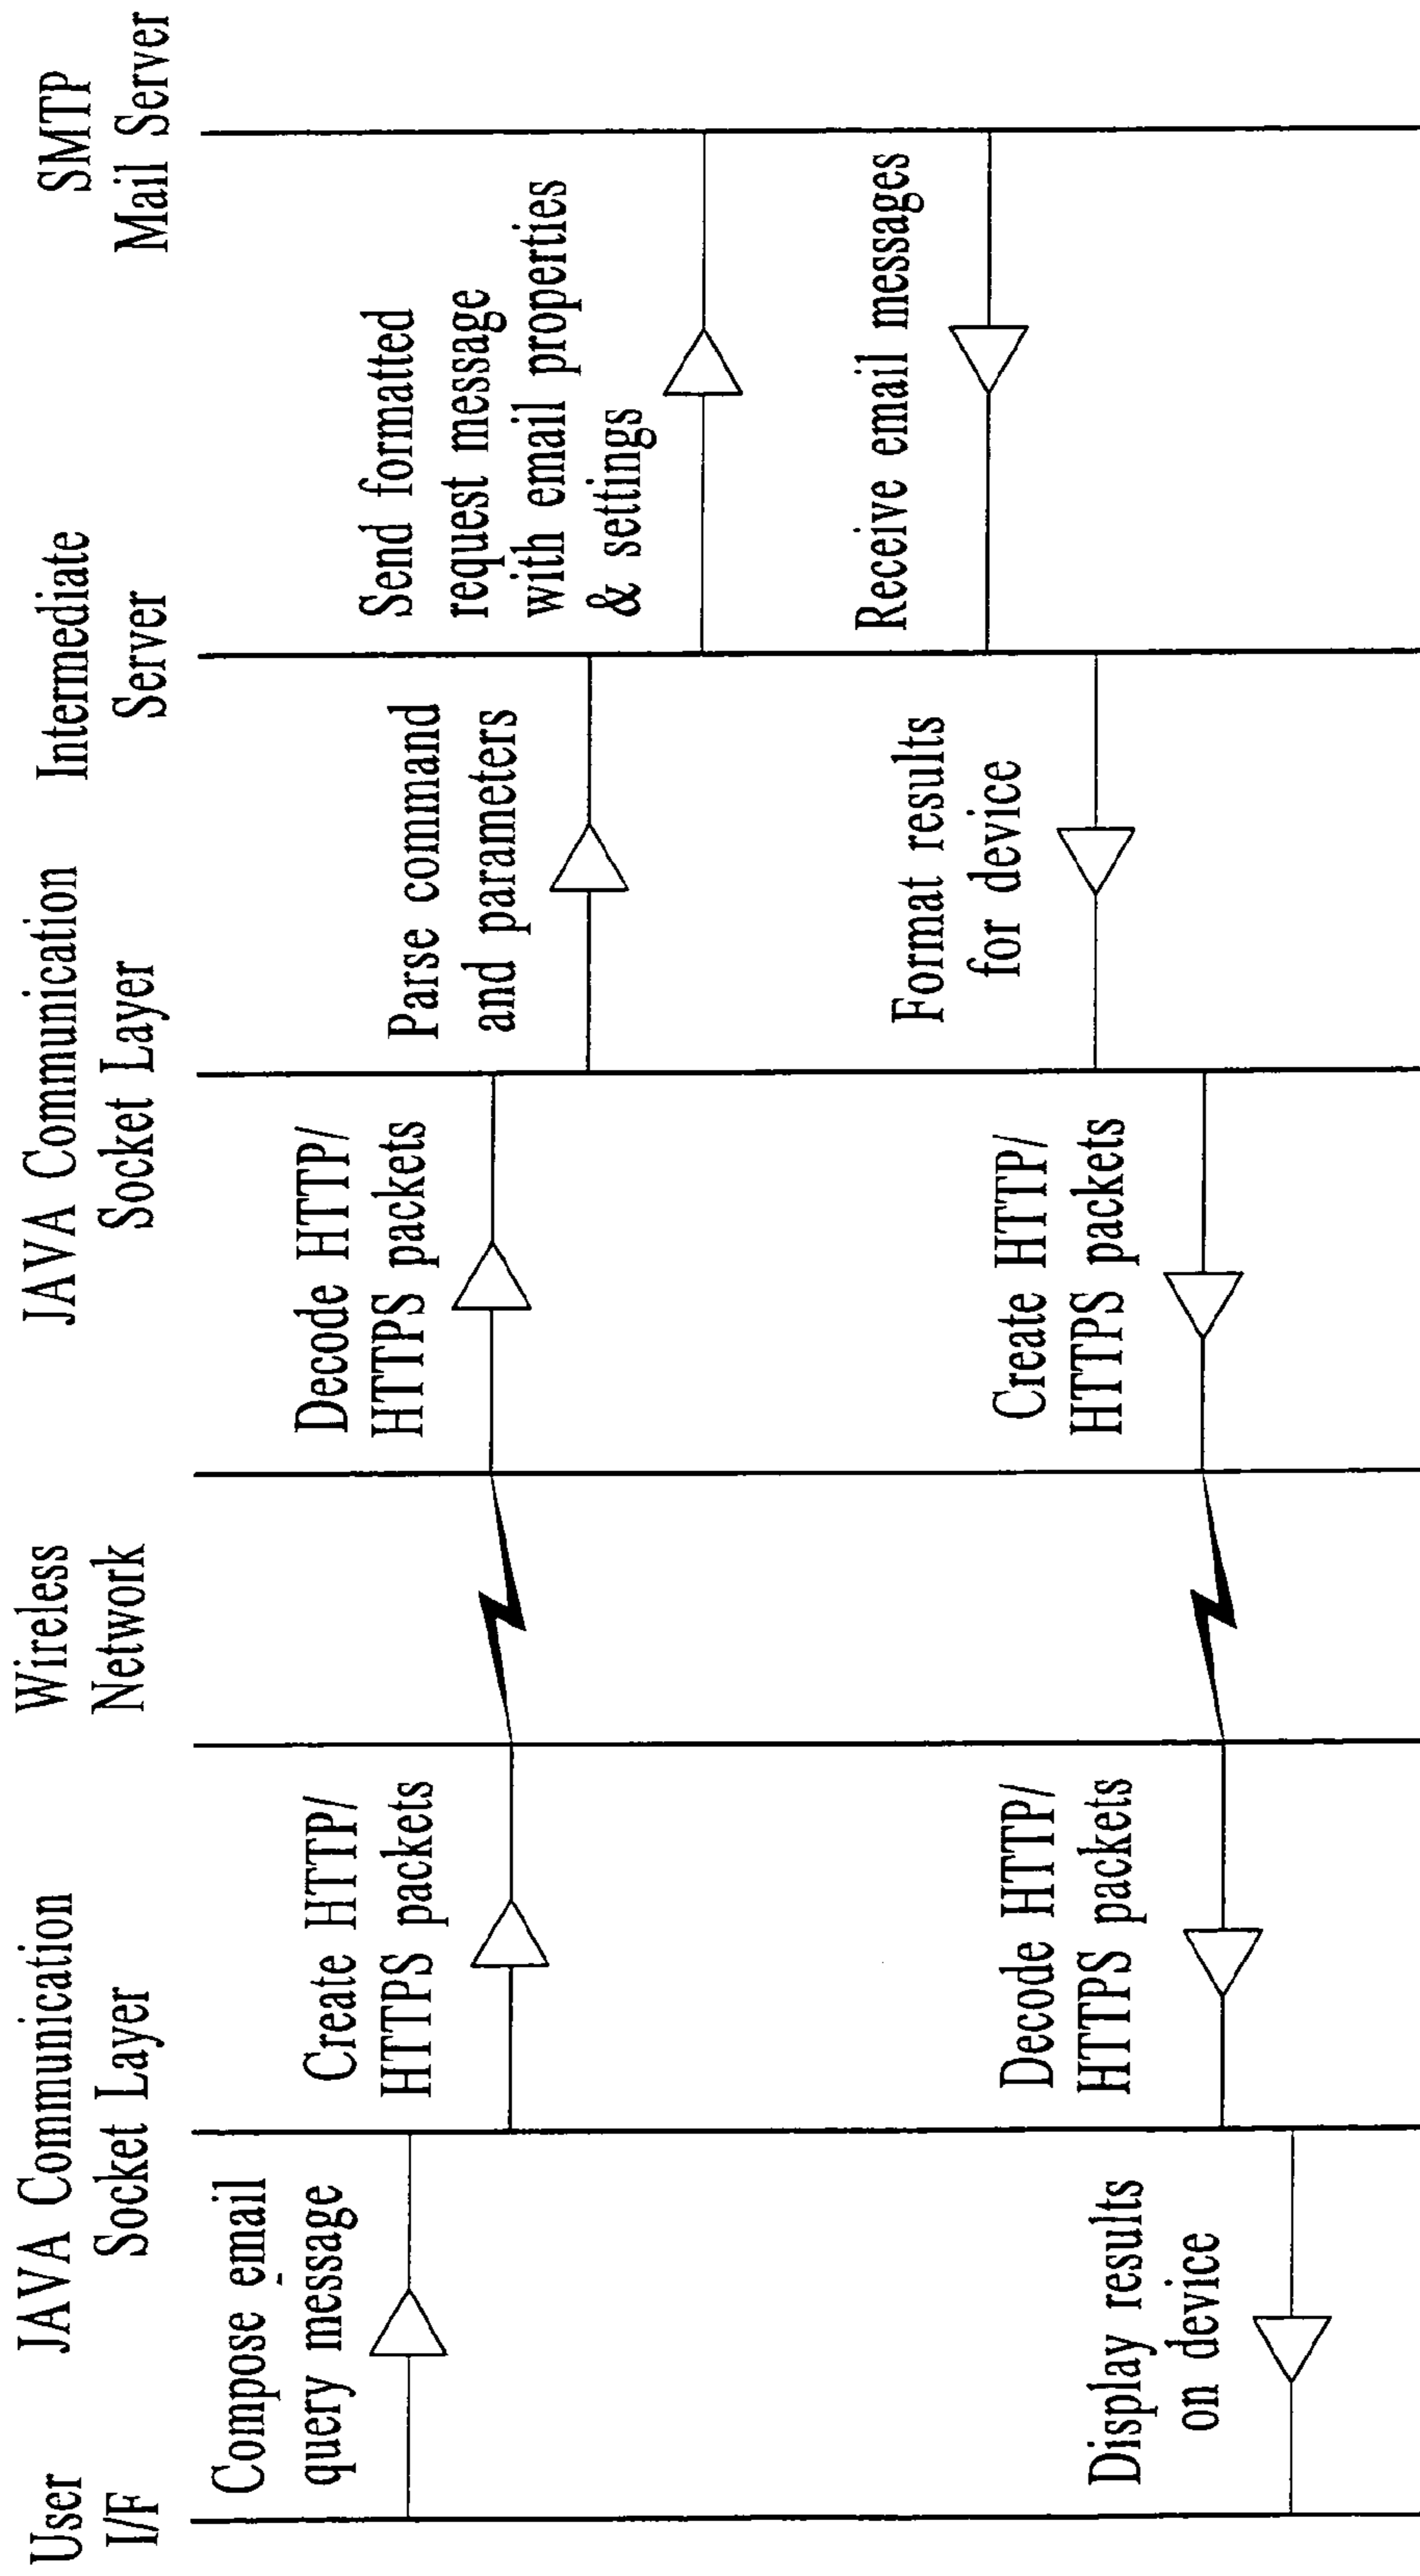 User
I/F
JAVA Communication
Socket Layer
Wireless
Network
JAVA Communication
Socket Layer
Intermediate
Server
SMTP
Mail Server
Compose email
query message
Create HTTP/
HTTPS packets
Decode HTTP/
HTTPS packets
Parse command
and parameters
Send formatted
request message
with email properties
& settings
Receive email messages
Format results
for device
Create HTTP/
HTTPS packets
Decode HTTP/
HTTPS packets
Display results
on device